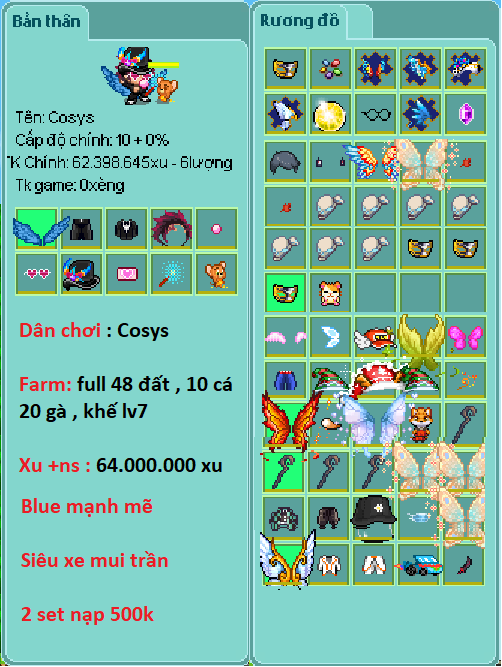 Bản thân
Rương đồ
Tên: Cosys
Cấp độ chính: 10 + 0%
TK Chính: 62.398.645xu - 6lượng
Tk game: 0xèng
Dân chơi : Cosys
Farm: full 48 đất , 10 cá
20 gà , khế lv7
Xu +ns : 64.000.000 xu
Blue mạnh mẽ
Siêu xe mui trần
2 set nạp 500k